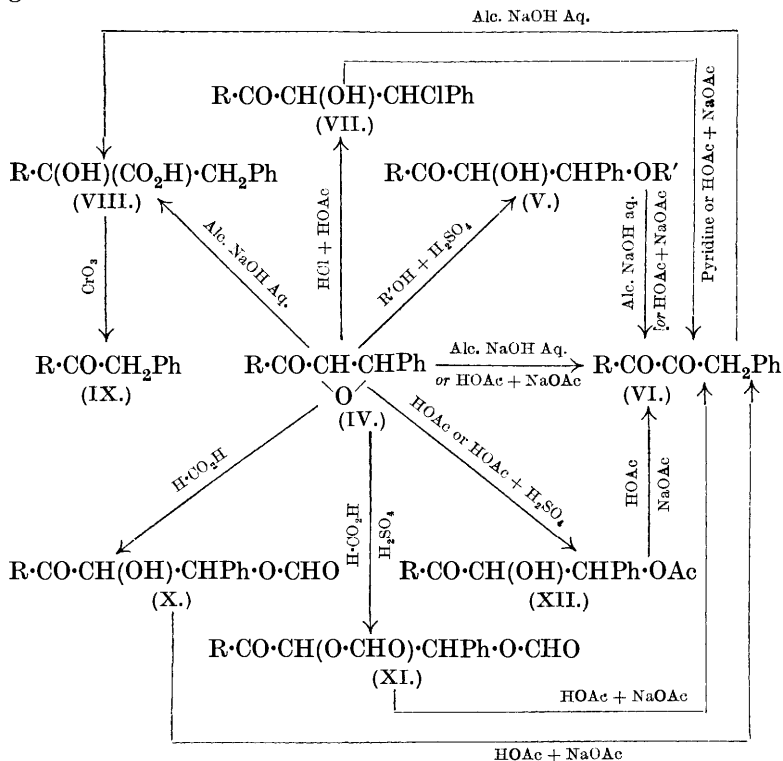 Alc. NaOH Aq.
R·CO·CH(OH)·CHClPh
(VII.)
R·C(OH)(CO₂H)·CH₂Ph
(VIII.)
R·CO·CH(OH)·CHPh·OR′
(V.)
Pyridine or HOAc + NaOAc
CrO₃
Alc. NaOH Aq.
HCl + HOAc
R′OH + H₂SO₄
Alc. NaOH aq.
or HOAc+NaOAc
R·CO·CH₂Ph
(IX.)
R·CO·CH·CHPh
O
(IV.)
Alc. NaOH Aq.
or HOAc + NaOAc
R·CO·CO·CH₂Ph
(VI.)
H·CO₂H
H·CO₂H
H₂SO₄
HOAc or HOAc + H₂SO₄
HOAc
NaOAc
R·CO·CH(OH)·CHPh·O·CHO
(X.)
R·CO·CH(OH)·CHPh·OAc
(XII.)
R·CO·CH(O·CHO)·CHPh·O·CHO
(XI.)
HOAc + NaOAc
HOAc + NaOAc